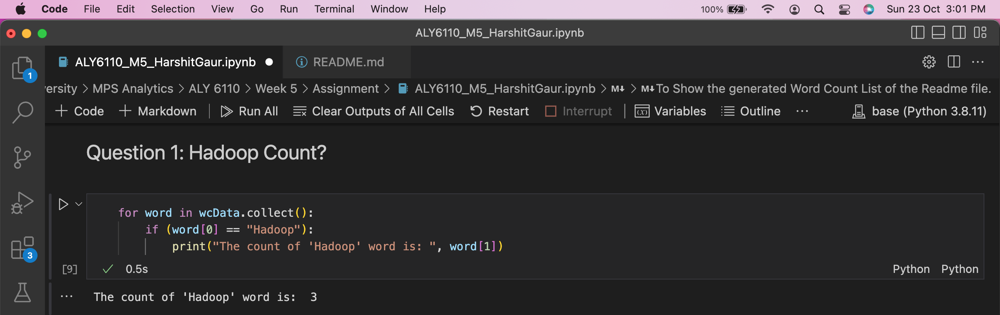 Code File Edit Selection View Go Run Terminal Window Help 100% Sun 23 Oct 3:01 PM
ALY6110_M5_HarshitGaur.ipynb
ALY6110_M5_HarshitGaur.ipynb README.md
1
versity > MPS Analytics > ALY 6110 > Week 5 > Assignment > ALY6110_M5_HarshitGaur.ipynb > M↓ > M↓ To Show the generated Word Count List of the Readme file.
+ Code + Markdown | Run All Clear Outputs of All Cells Restart Interrupt | (x) Variables Outline ... base (Python 3.8.11)
Question 1: Hadoop Count?
for word in wcData.collect():
    if (word[0] == "Hadoop"):
        print("The count of 'Hadoop' word is: ", word[1])
3
[9] ✓ 0.5s Python Python
... The count of 'Hadoop' word is:  3